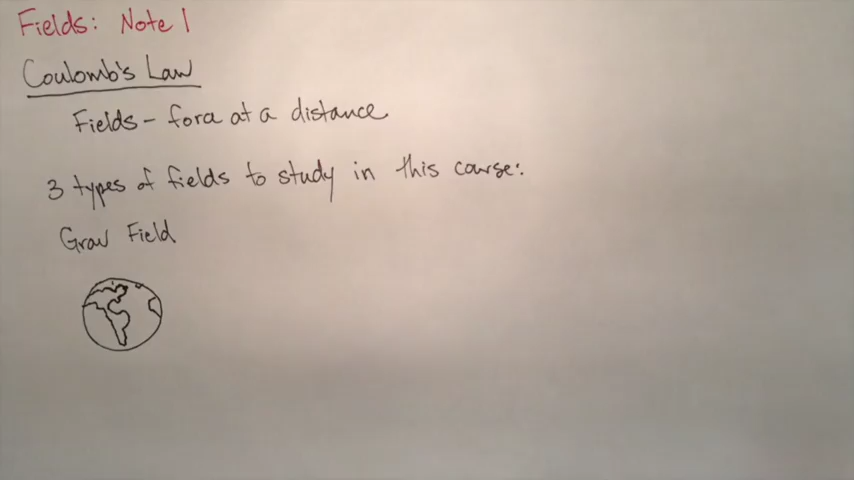 Fields: Note 1
Coulomb's Law
Fields - force at a distance
3 types of fields to study in this course:
Grav Field